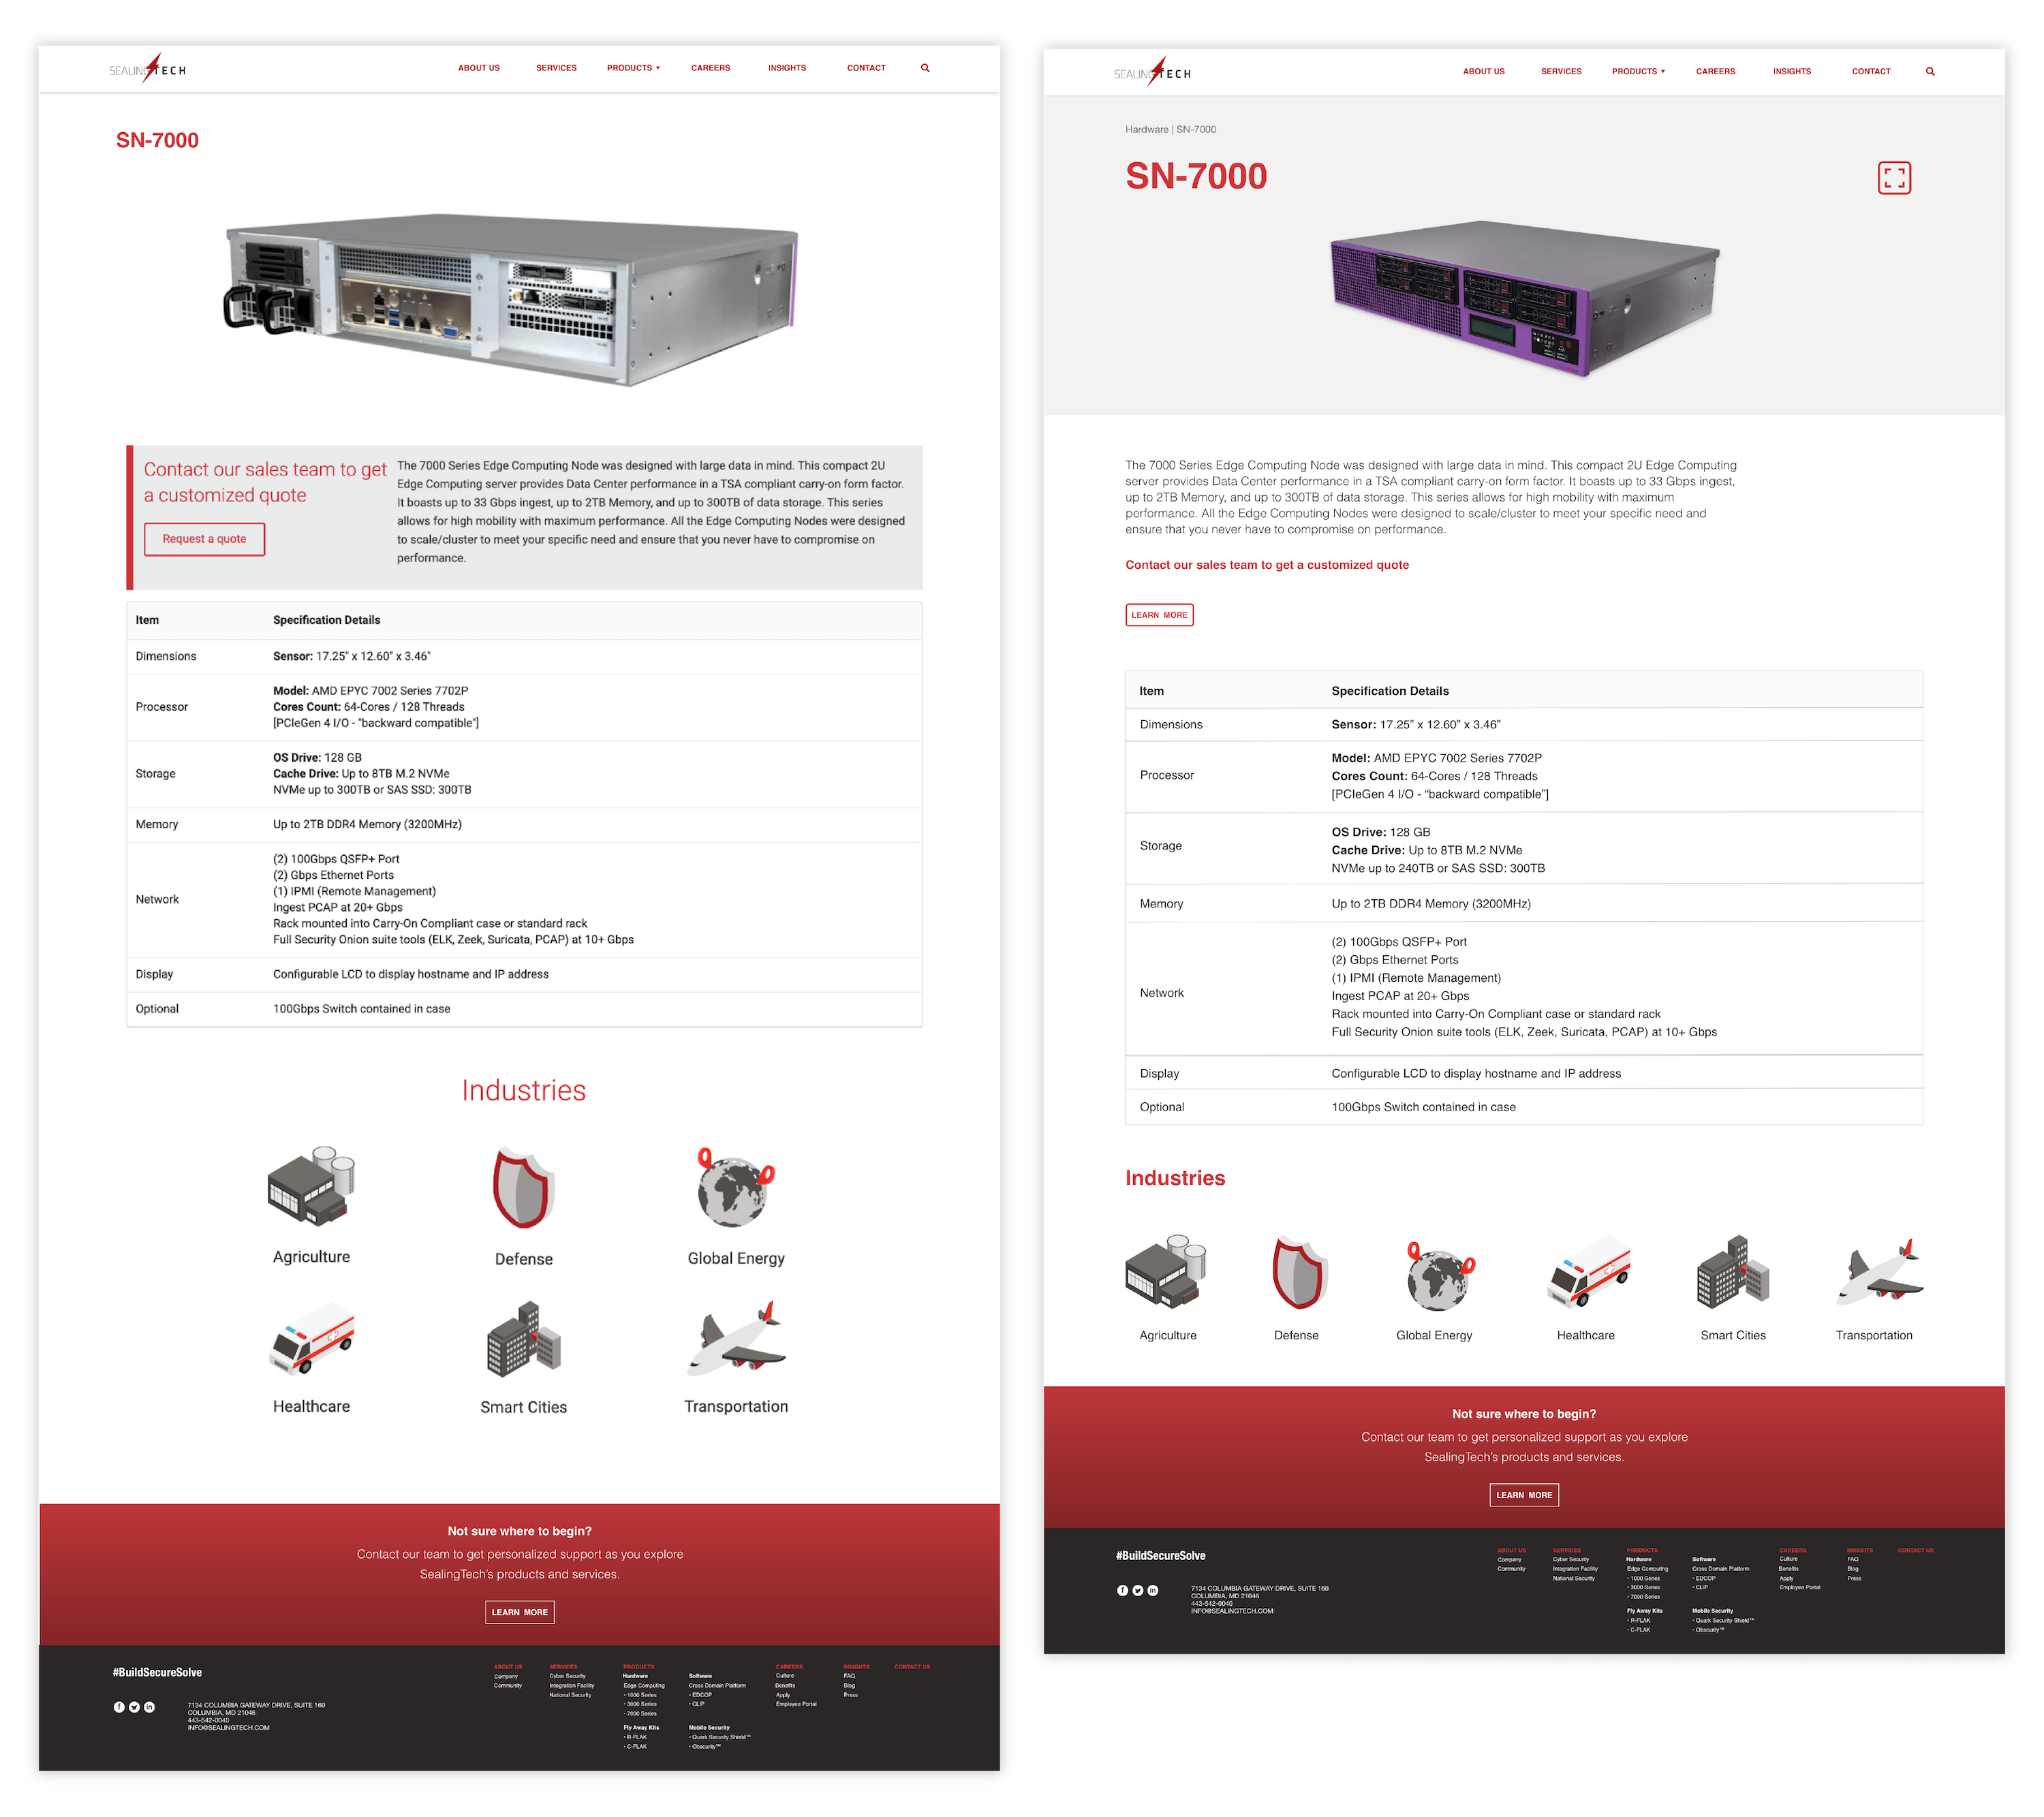 SEALINGTECH
ABOUT US SERVICES PRODUCTS ▾ CAREERS INSIGHTS CONTACT
SN-7000
Contact our sales team to get
a customized quote
Request a quote
The 7000 Series Edge Computing Node was designed with large data in mind. This compact 2U
Edge Computing server provides Data Center performance in a TSA compliant carry-on form factor.
It boasts up to 33 Gbps ingest, up to 2TB Memory, and up to 300TB of data storage. This series
allows for high mobility with maximum performance. All the Edge Computing Nodes were designed
to scale/cluster to meet your specific need and ensure that you never have to compromise on
performance.
Item Specification Details
Dimensions Sensor: 17.25" x 12.60" x 3.46"
Processor
Model: AMD EPYC 7002 Series 7702P
Cores Count: 64-Cores / 128 Threads
[PCIeGen 4 I/O - "backward compatible"]
Storage
OS Drive: 128 GB
Cache Drive: Up to 8TB M.2 NVMe
NVMe up to 300TB or SAS SSD: 300TB
Memory Up to 2TB DDR4 Memory (3200MHz)
Network
(2) 100Gbps QSFP+ Port
(2) Gbps Ethernet Ports
(1) IPMI (Remote Management)
Ingest PCAP at 20+ Gbps
Rack mounted into Carry-On Compliant case or standard rack
Full Security Onion suite tools (ELK, Zeek, Suricata, PCAP) at 10+ Gbps
Display Configurable LCD to display hostname and IP address
Optional 100Gbps Switch contained in case
Industries
Agriculture Defense Global Energy
Healthcare Smart Cities Transportation
Not sure where to begin?
Contact our team to get personalized support as you explore
SealingTech's products and services.
LEARN MORE
#BuildSecureSolve
7134 COLUMBIA GATEWAY DRIVE, SUITE 160
COLUMBIA, MD 21046
443-542-0040
INFO@SEALINGTECH.COM
ABOUT US
Company
Community
SERVICES
Cyber Security
Integration Facility
National Security
PRODUCTS
Hardware
Edge Computing
• 1000 Series
• 3000 Series
• 7000 Series
Fly Away Kits
• R-FLAK
• C-FLAK
Software
Cross Domain Platform
• EDCOP
• CLIP
Mobile Security
• Quark Security Shield™
• Obscurity™
CAREERS
Culture
Benefits
Apply
Employee Portal
INSIGHTS
FAQ
Blog
Press
CONTACT US
SEALINGTECH
ABOUT US SERVICES PRODUCTS ▾ CAREERS INSIGHTS CONTACT
Hardware | SN-7000
SN-7000
The 7000 Series Edge Computing Node was designed with large data in mind. This compact 2U Edge Computing
server provides Data Center performance in a TSA compliant carry-on form factor. It boasts up to 33 Gbps ingest,
up to 2TB Memory, and up to 300TB of data storage. This series allows for high mobility with maximum
performance. All the Edge Computing Nodes were designed to scale/cluster to meet your specific need and
ensure that you never have to compromise on performance.
Contact our sales team to get a customized quote
LEARN MORE
Item Specification Details
Dimensions Sensor: 17.25” x 12.60” x 3.46”
Processor
Model: AMD EPYC 7002 Series 7702P
Cores Count: 64-Cores / 128 Threads
[PCIeGen 4 I/O - “backward compatible”]
Storage
OS Drive: 128 GB
Cache Drive: Up to 8TB M.2 NVMe
NVMe up to 240TB or SAS SSD: 300TB
Memory Up to 2TB DDR4 Memory (3200MHz)
Network
(2) 100Gbps QSFP+ Port
(2) Gbps Ethernet Ports
(1) IPMI (Remote Management)
Ingest PCAP at 20+ Gbps
Rack mounted into Carry-On Compliant case or standard rack
Full Security Onion suite tools (ELK, Zeek, Suricata, PCAP) at 10+ Gbps
Display Configurable LCD to display hostname and IP address
Optional 100Gbps Switch contained in case
Industries
Agriculture Defense Global Energy Healthcare Smart Cities Transportation
Not sure where to begin?
Contact our team to get personalized support as you explore
SealingTech's products and services.
LEARN MORE
#BuildSecureSolve
7134 COLUMBIA GATEWAY DRIVE, SUITE 160
COLUMBIA, MD 21046
443-542-0040
INFO@SEALINGTECH.COM
ABOUT US
Company
Community
SERVICES
Cyber Security
Integration Facility
National Security
PRODUCTS
Hardware
Edge Computing
• 1000 Series
• 3000 Series
• 7000 Series
Fly Away Kits
• R-FLAK
• C-FLAK
Software
Cross Domain Platform
• EDCOP
• CLIP
Mobile Security
• Quark Security Shield™
• Obscurity™
CAREERS
Culture
Benefits
Apply
Employee Portal
INSIGHTS
FAQ
Blog
Press
CONTACT US